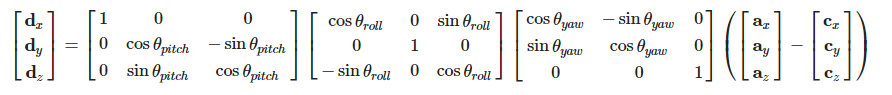 [d_x d_y d_z] = [1 0 0; 0 cos θ_pitch − sin θ_pitch; 0 sin θ_pitch cos θ_pitch] [cos θ_roll 0 sin θ_roll; 0 1 0; − sin θ_roll 0 cos θ_roll] [cos θ_yaw − sin θ_yaw 0; sin θ_yaw cos θ_yaw 0; 0 0 1] ([a_x a_y a_z] − [c_x c_y c_z])